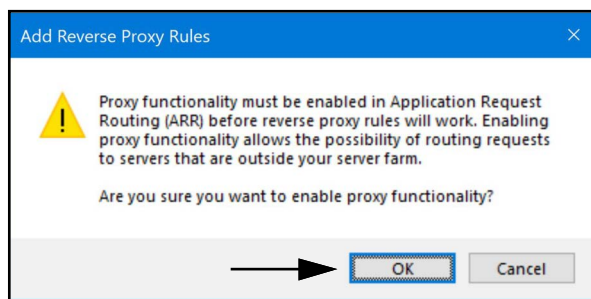 Add Reverse Proxy Rules
Proxy functionality must be enabled in Application Request
Routing (ARR) before reverse proxy rules will work. Enabling
proxy functionality allows the possibility of routing requests
to servers that are outside your server farm.
Are you sure you want to enable proxy functionality?
OK
Cancel